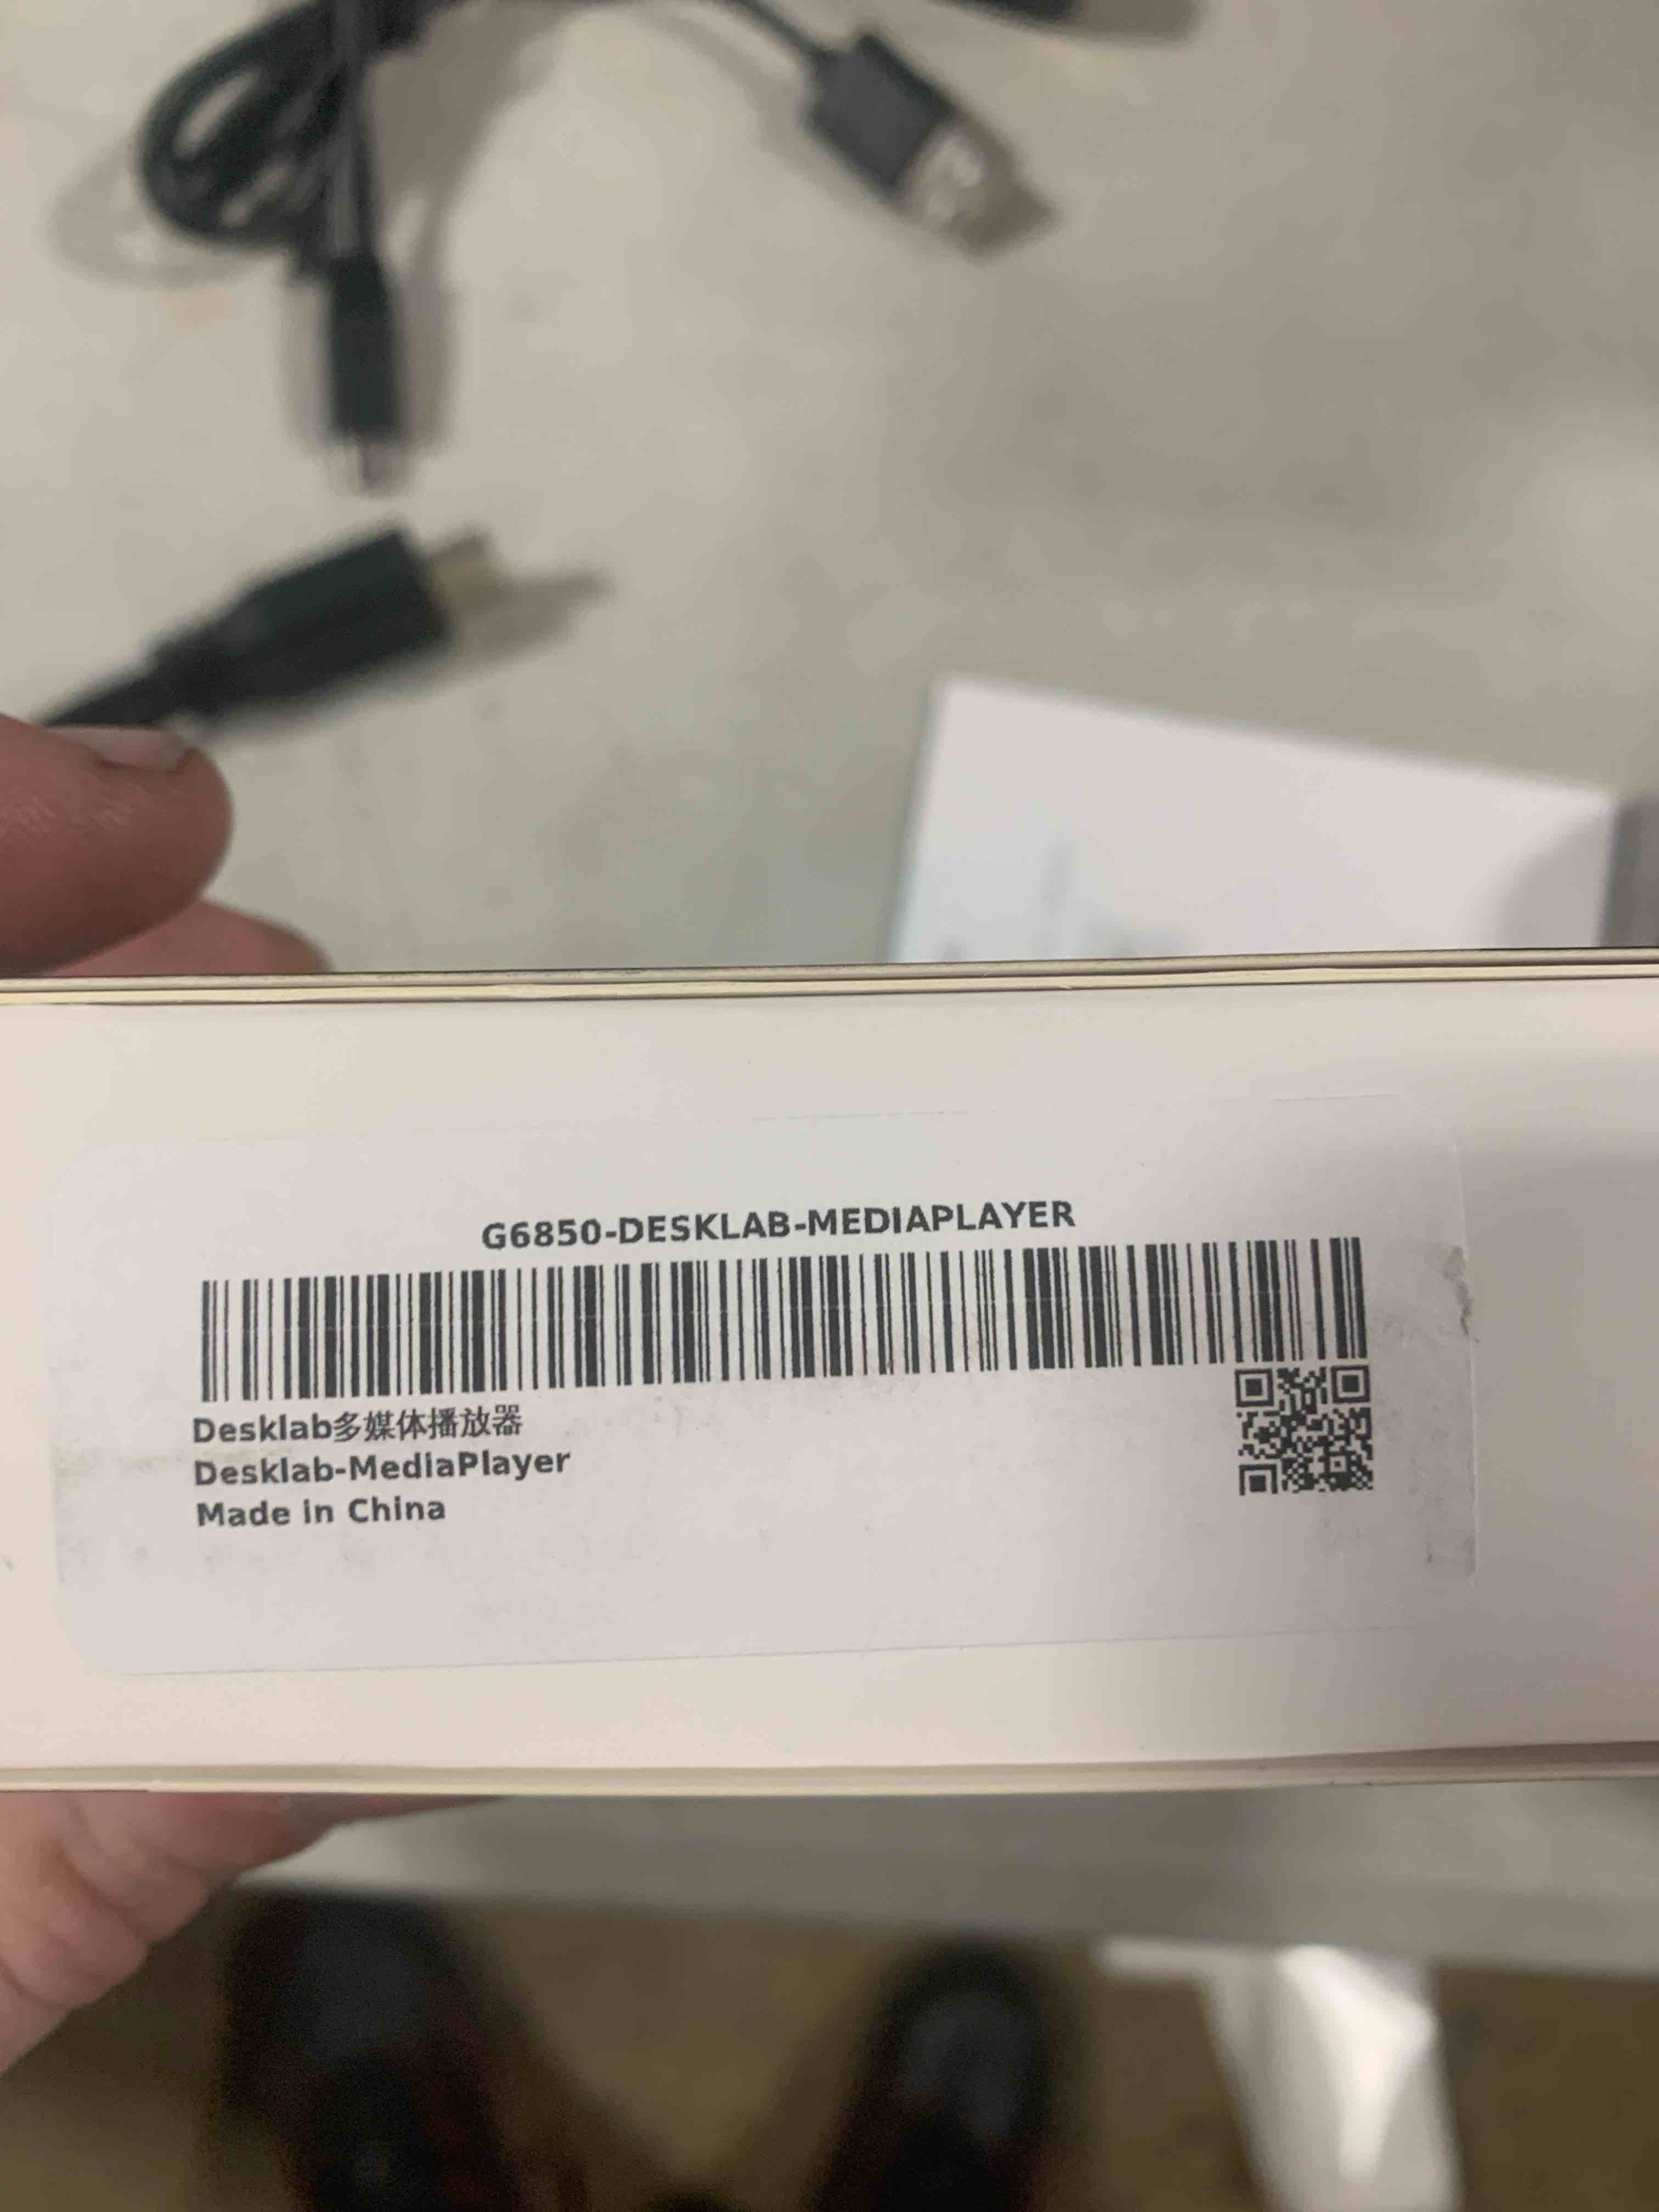 G6850-DESKLAB-MEDIAPLAYER
Desklab多媒体播放器
Desklab-MediaPlayer
Made in China